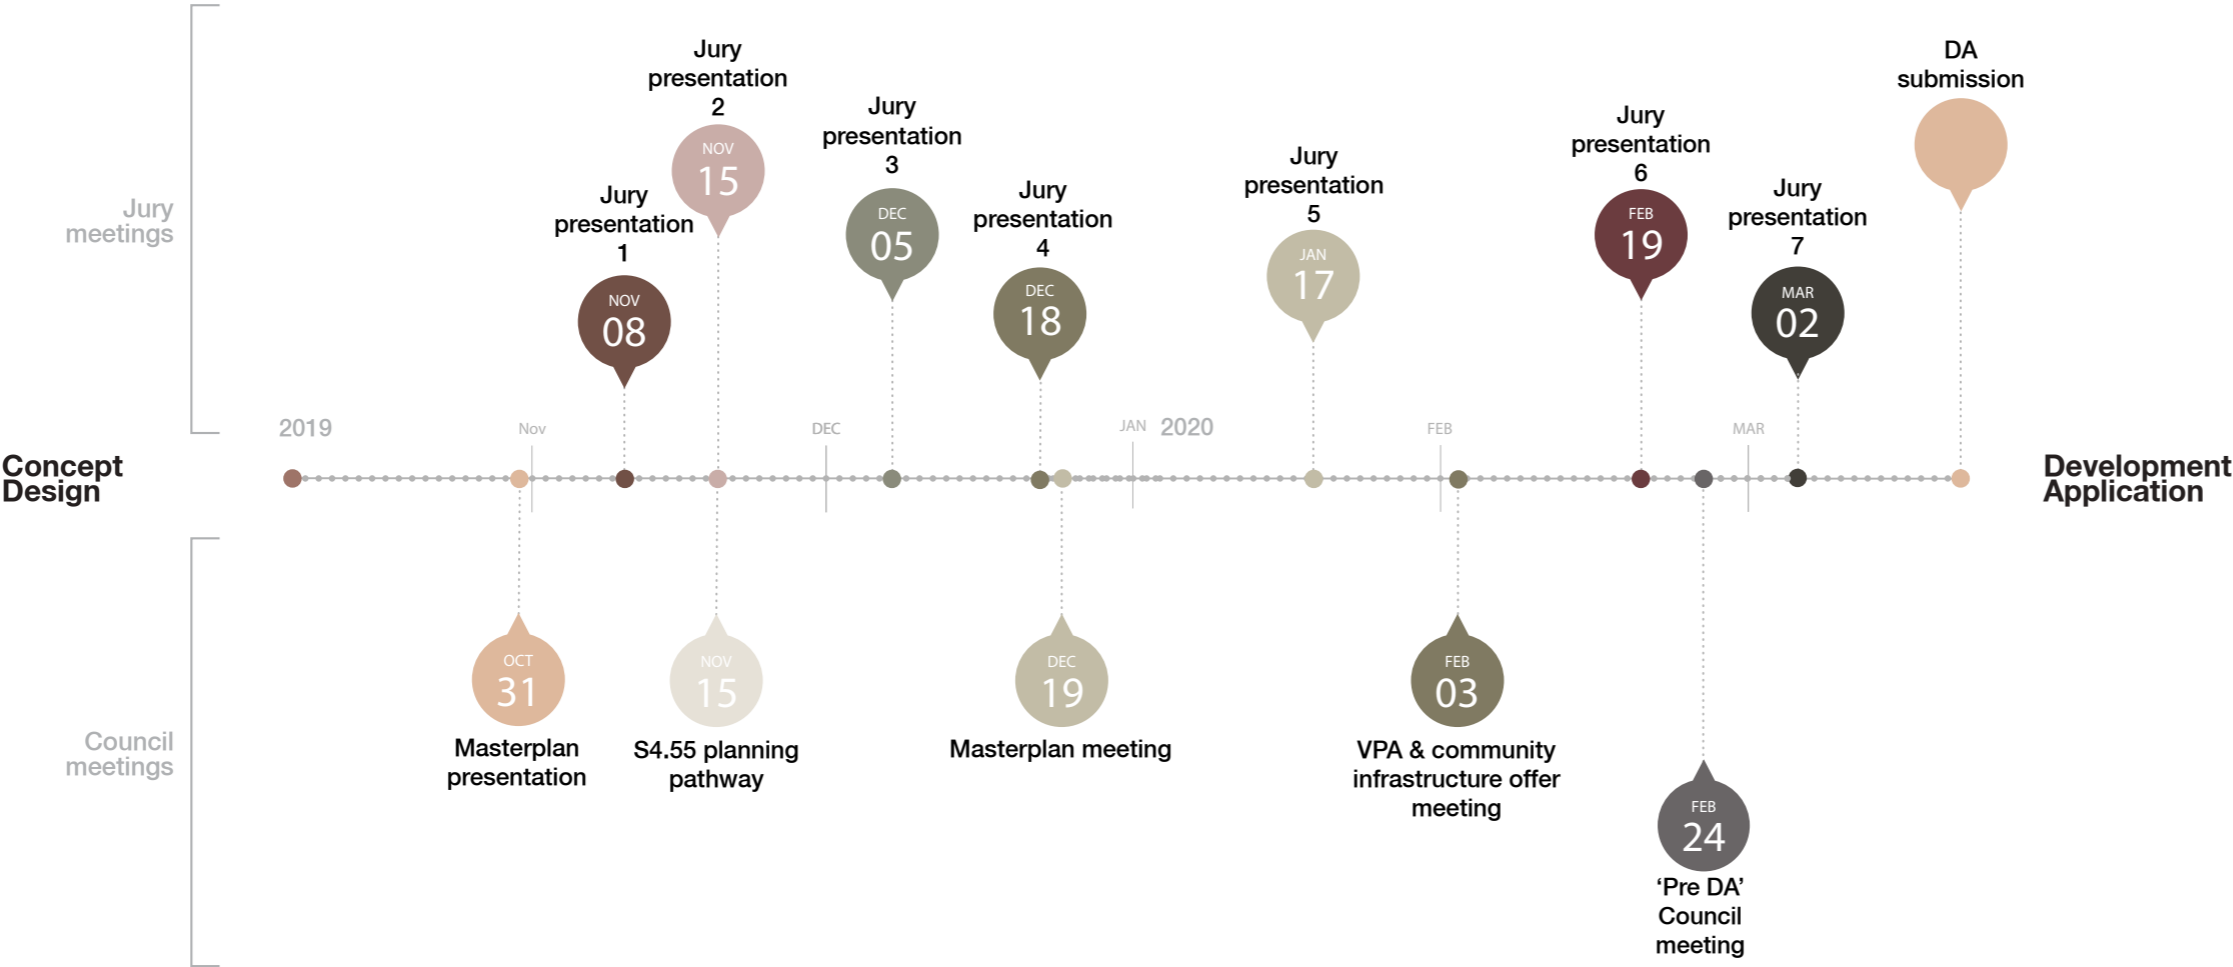 Jury
meetings
Jury
presentation
1
NOV
08
Jury
presentation
2
NOV
15
Jury
presentation
3
DEC
05
Jury
presentation
4
DEC
18
Jury
presentation
5
JAN
17
Jury
presentation
6
FEB
19
Jury
presentation
7
MAR
02
DA
submission
2019
Nov
DEC
JAN
2020
FEB
MAR
Concept
Design
Development
Application
Council
meetings
OCT
31
Masterplan
presentation
NOV
15
S4.55 planning
pathway
DEC
19
Masterplan meeting
FEB
03
VPA & community
infrastructure offer
meeting
FEB
24
‘Pre DA’
Council
meeting